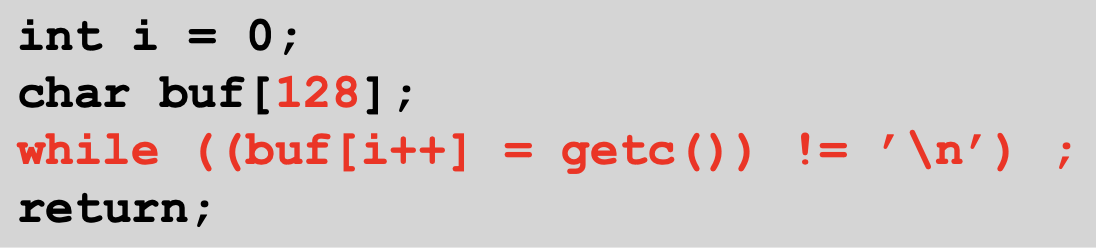 int i = 0;
char buf[128];
while ((buf[i++] = getc()) != ’\n’) ;
return;